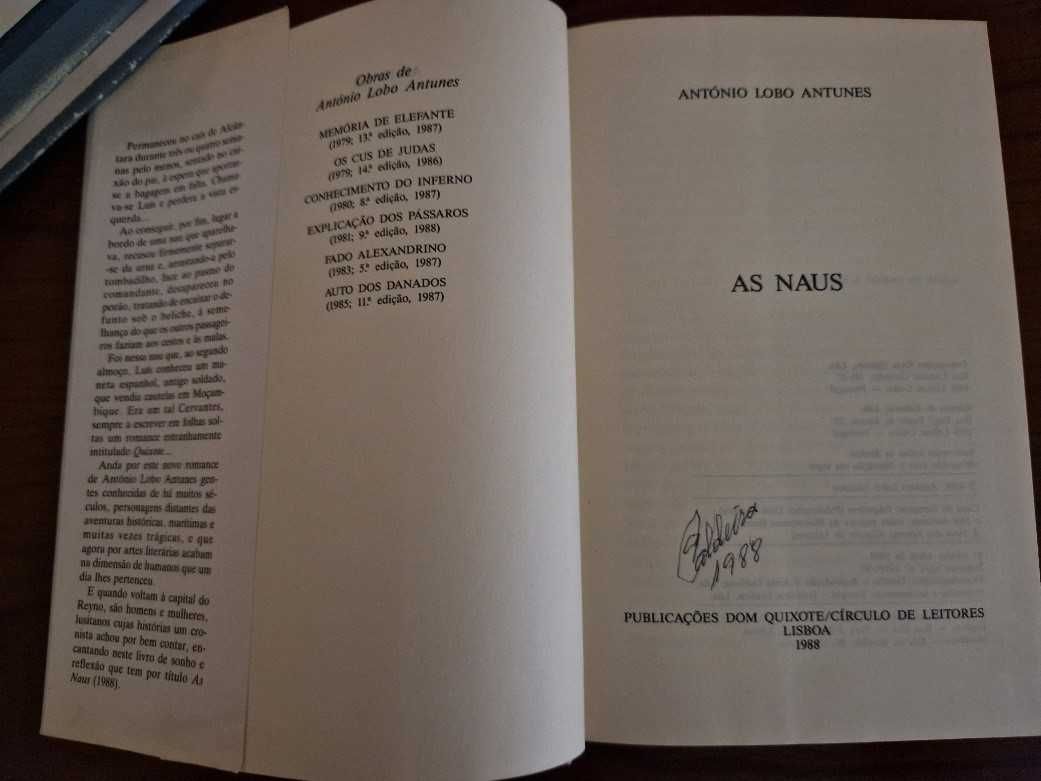 Permaneceu no cais de Alcân-
tara durante três ou quatro sema-
nas pelo menos, sentado no cai-
xão do pai, à espera que aportas-
se a bagagem em falta. Chama-
va-se Luís e perdera a vista es-
querda...
Ao conseguir, por fim, lugar a
bordo de uma nau que aparelha-
va, recusou firmemente separar-
-se da urna e, arrastando-a pelo
tombadilho, face ao pasmo do
comandante, desapareceu no
porão, tratando de encaixar o de-
funto sob o beliche, à seme-
lhança do que os outros passagei-
ros faziam aos cestos e às malas.
Foi nessa nau que, ao segundo
almoço, Luís conheceu um ma-
neta espanhol, antigo soldado,
que vendia cautelas em Moçam-
bique. Era um tal Cervantes,
sempre a escrever em folhas sol-
tas um romance estranhamente
intitulado Quixote...
Anda por este novo romance
de António Lobo Antunes gen-
tes conhecidas de há muitos sé-
culos, personagens distantes das
aventuras históricas, marítimas e
muitas vezes trágicas, e que
agora por artes literárias acabam
na dimensão de humanos que um
dia lhes pertenceu.
E quando voltam à capital do
Reyno, são homens e mulheres,
lusitanos cujas histórias um cro-
nista achou por bem contar, en-
cantando neste livro de sonho e
reflexão que tem por título As
Naus (1988).
Obras de
António Lobo Antunes
MEMÓRIA DE ELEFANTE
(1979; 13.ª edição, 1987)
OS CUS DE JUDAS
(1979; 14.ª edição, 1986)
CONHECIMENTO DO INFERNO
(1980; 8.ª edição, 1987)
EXPLICAÇÃO DOS PÁSSAROS
(1981; 9.ª edição, 1988)
FADO ALEXANDRINO
(1983; 5.ª edição, 1987)
AUTO DOS DANADOS
(1985; 11.ª edição, 1987)
ANTÓNIO LOBO ANTUNES
AS NAUS
1988
PUBLICAÇÕES DOM QUIXOTE/CÍRCULO DE LEITORES
LISBOA
1988